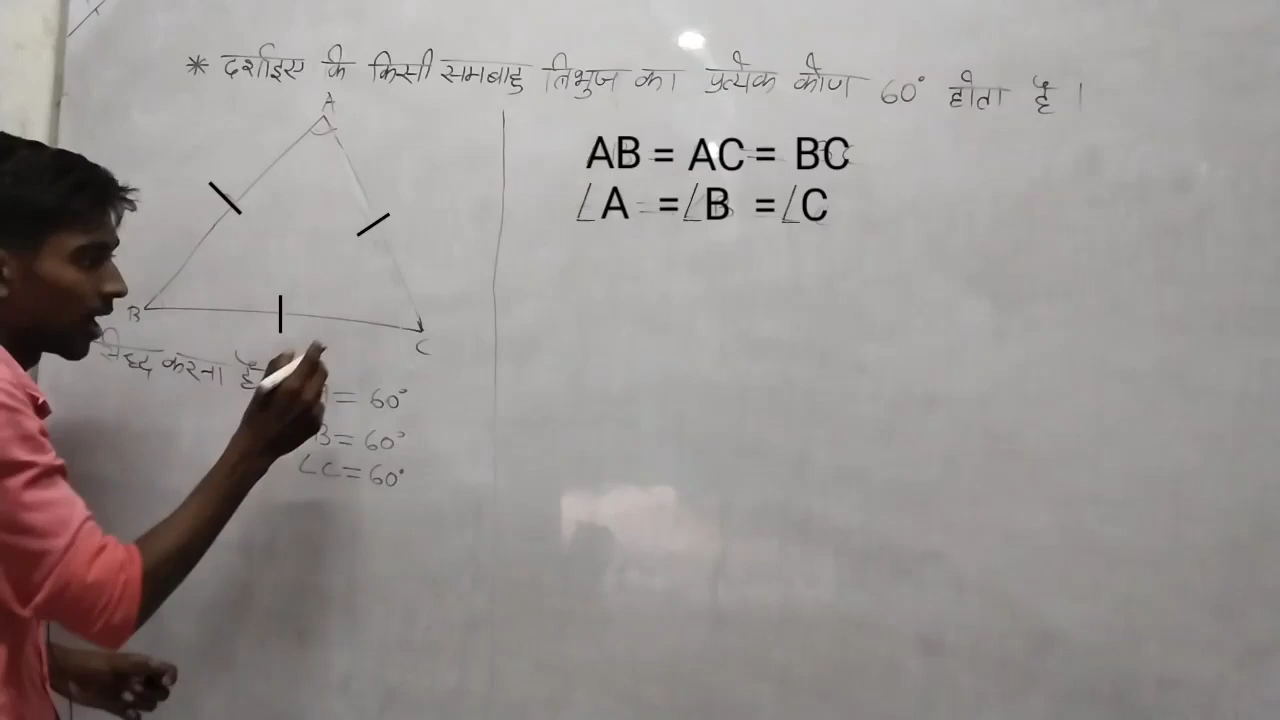 * दर्शाइए कि किसी समबाहु त्रिभुज का प्रत्येक कोण 60° होता है ।
A
AB = AC = BC
∠A = ∠B = ∠C
B
C
सिद्ध करना है
= 60°
B = 60°
∠C = 60°